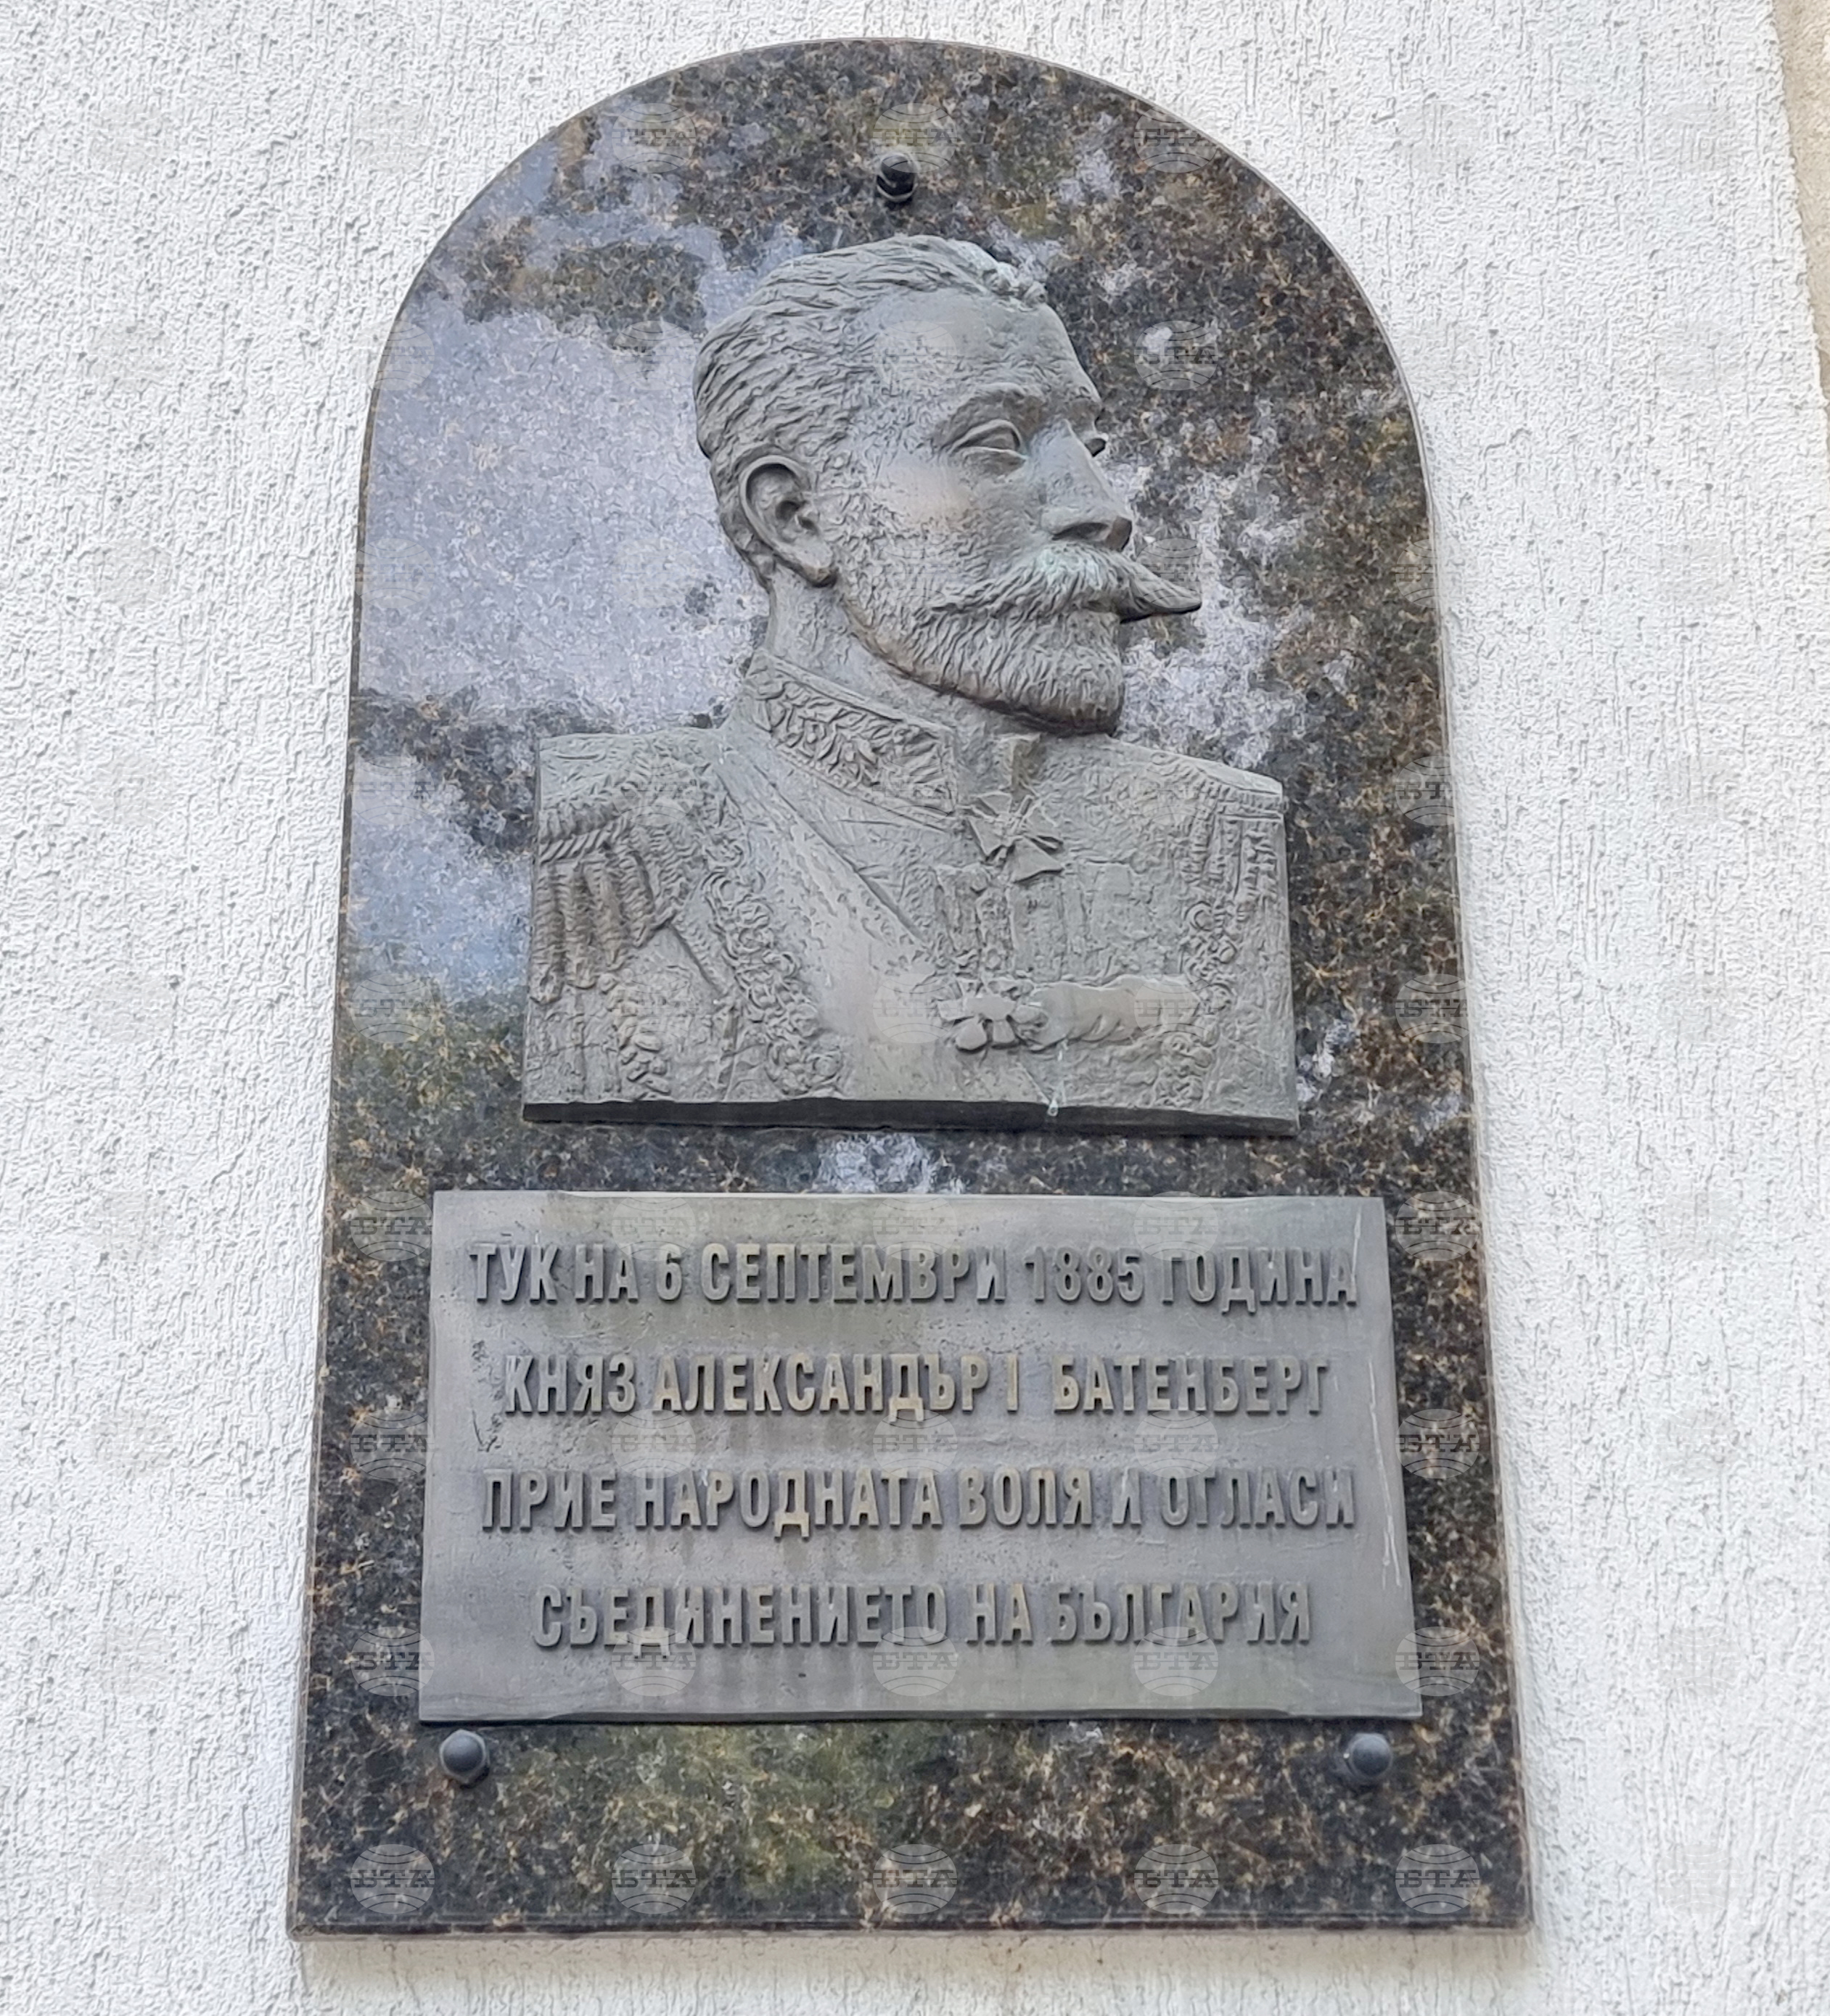 ТУК НА 6 СЕПТЕМВРИ 1885 ГОДИНА
КНЯЗ АЛЕКСАНДЪР I БАТЕНБЕРГ
ПРИЕ НАРОДНАТА ВОЛЯ И ОГЛАСИ
СЪЕДИНЕНИЕТО НА БЪЛГАРИЯ